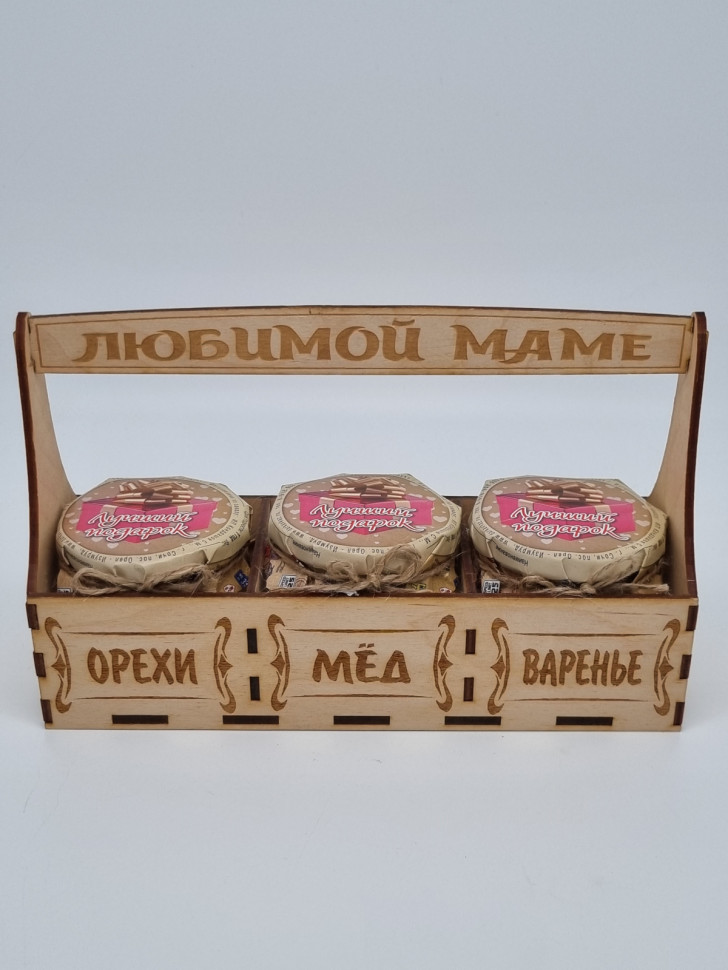 ЛЮБИМОЙ МАМЕ
Лучший
подарок
Лучший
подарок
Лучший
подарок
ОРЕХИ
МЁД
ВАРЕНЬЕ